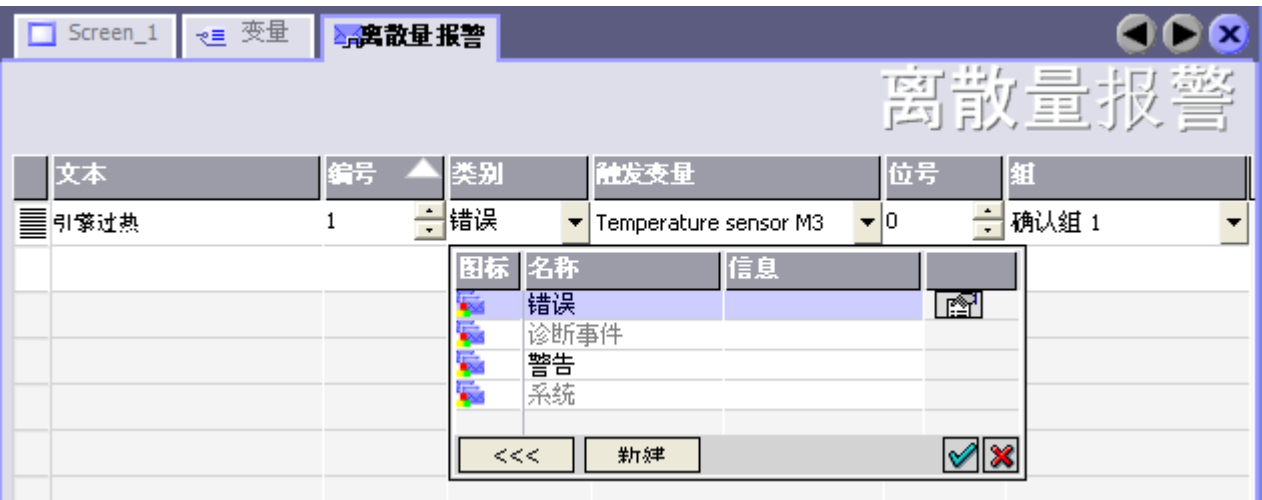 Screen_1 变量 离散量报警
离散量报警
文本 编号 类别 触发变量 位号 组
引擎过热 1 错误 Temperature sensor M3 0 确认组 1
图标 名称 信息
错误
诊断事件
警告
系统
<<< 新建